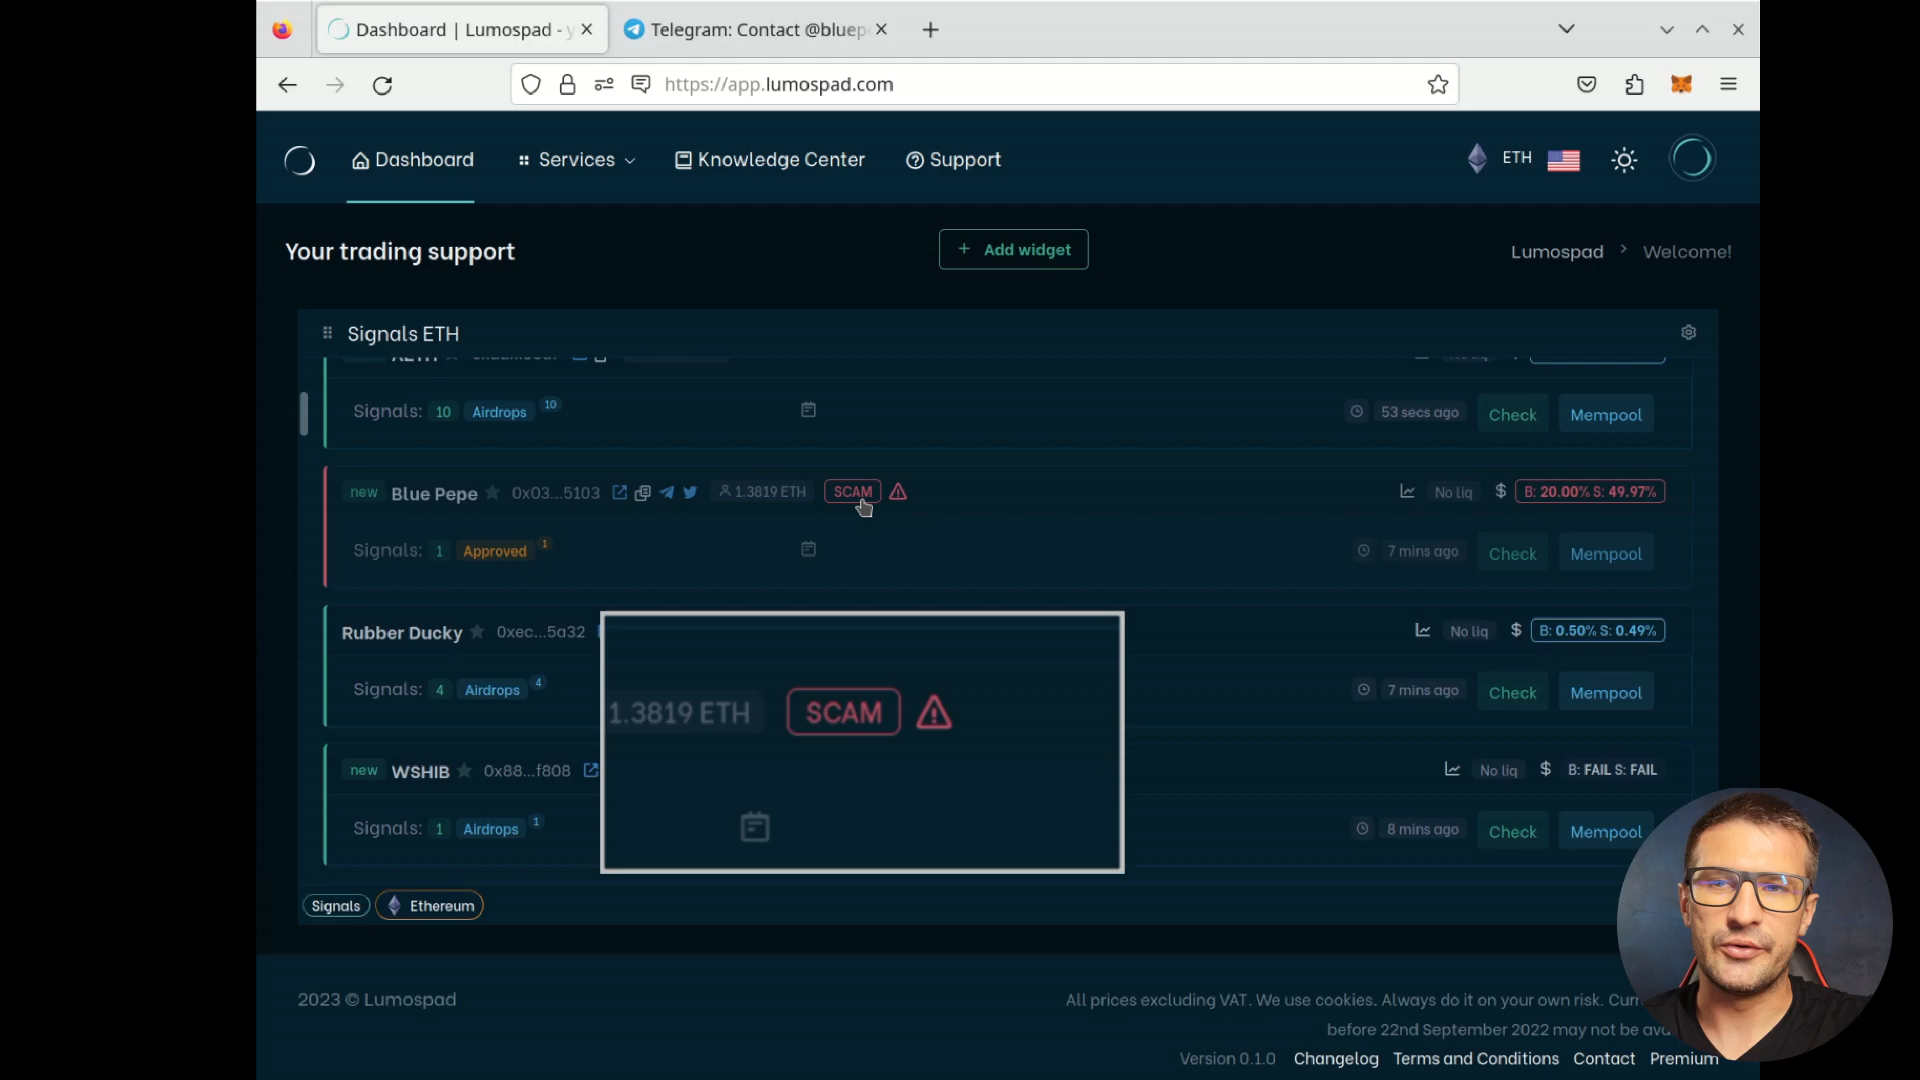 Dashboard | Lumospad - y
Telegram: Contact @bluep
https://app.lumospad.com
Dashboard
Services
Knowledge Center
Support
ETH
Your trading support
+ Add widget
Lumospad > Welcome!
Signals ETH
Signals: 10 Airdrops 10
53 secs ago Check Mempool
new Blue Pepe 0x03...5103 1.3819 ETH SCAM
No liq $ B: 20.00% S: 49.97%
Signals: 1 Approved 1
7 mins ago Check Mempool
Rubber Ducky 0xec...5a32
No liq $ B: 0.50% S: 0.49%
Signals: 4 Airdrops 4
7 mins ago Check Mempool
1.3819 ETH SCAM
new WSHIB 0x88...f808
No liq $ B: FAIL S: FAIL
Signals: 1 Airdrops 1
8 mins ago Check Mempool
Signals Ethereum
2023 © Lumospad
All prices excluding VAT. We use cookies. Always do it on your own risk.
before 22nd September 2022 may not be
Version 0.1.0 Changelog Terms and Conditions Contact Premium